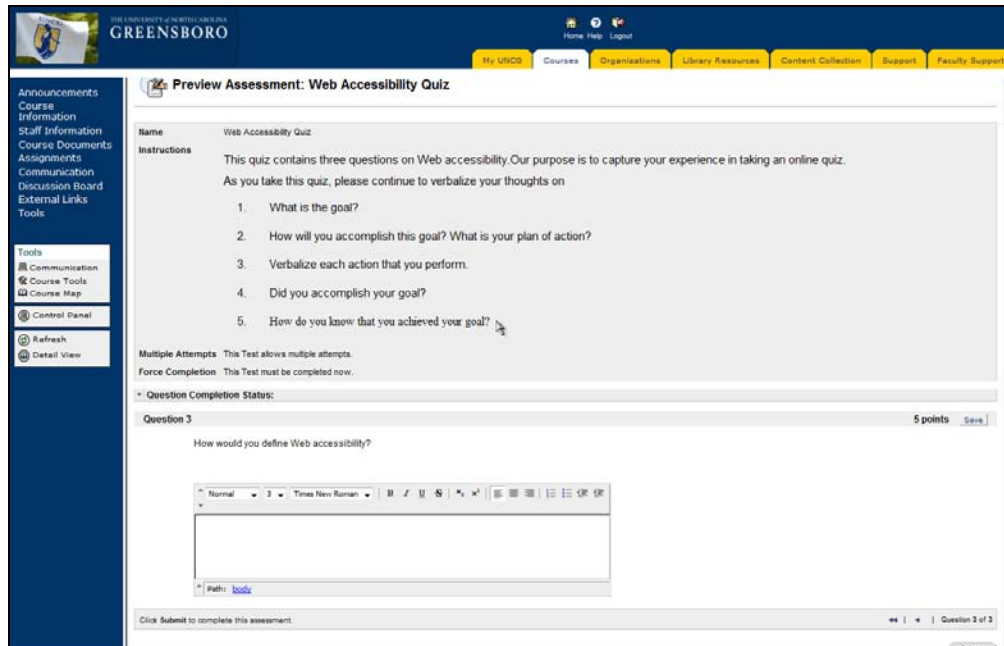 THE UNIVERSITY of NORTH CAROLINA
GREENSBORO
Home Help Logout
My UNCG Courses Organizations Library Resources Content Collection Support Faculty Support
Announcements
Course
Information
Staff Information
Course Documents
Assignments
Communication
Discussion Board
External Links
Tools
Tools
Communication
Course Tools
Course Map
Control Panel
Refresh
Detail View
Preview Assessment: Web Accessibility Quiz
Name Web Accessibility Quiz
Instructions
This quiz contains three questions on Web accessibility.Our purpose is to capture your experience in taking an online quiz.
As you take this quiz, please continue to verbalize your thoughts on
1. What is the goal?
2. How will you accomplish this goal? What is your plan of action?
3. Verbalize each action that you perform.
4. Did you accomplish your goal?
5. How do you know that you achieved your goal?
Multiple Attempts This Test allows multiple attempts.
Force Completion This Test must be completed now.
Question Completion Status:
Question 3 5 points Save
How would you define Web accessibility?
Normal 3 Times New Roman B I U S
Path: body
Click Submit to complete this assessment. Question 3 of 3